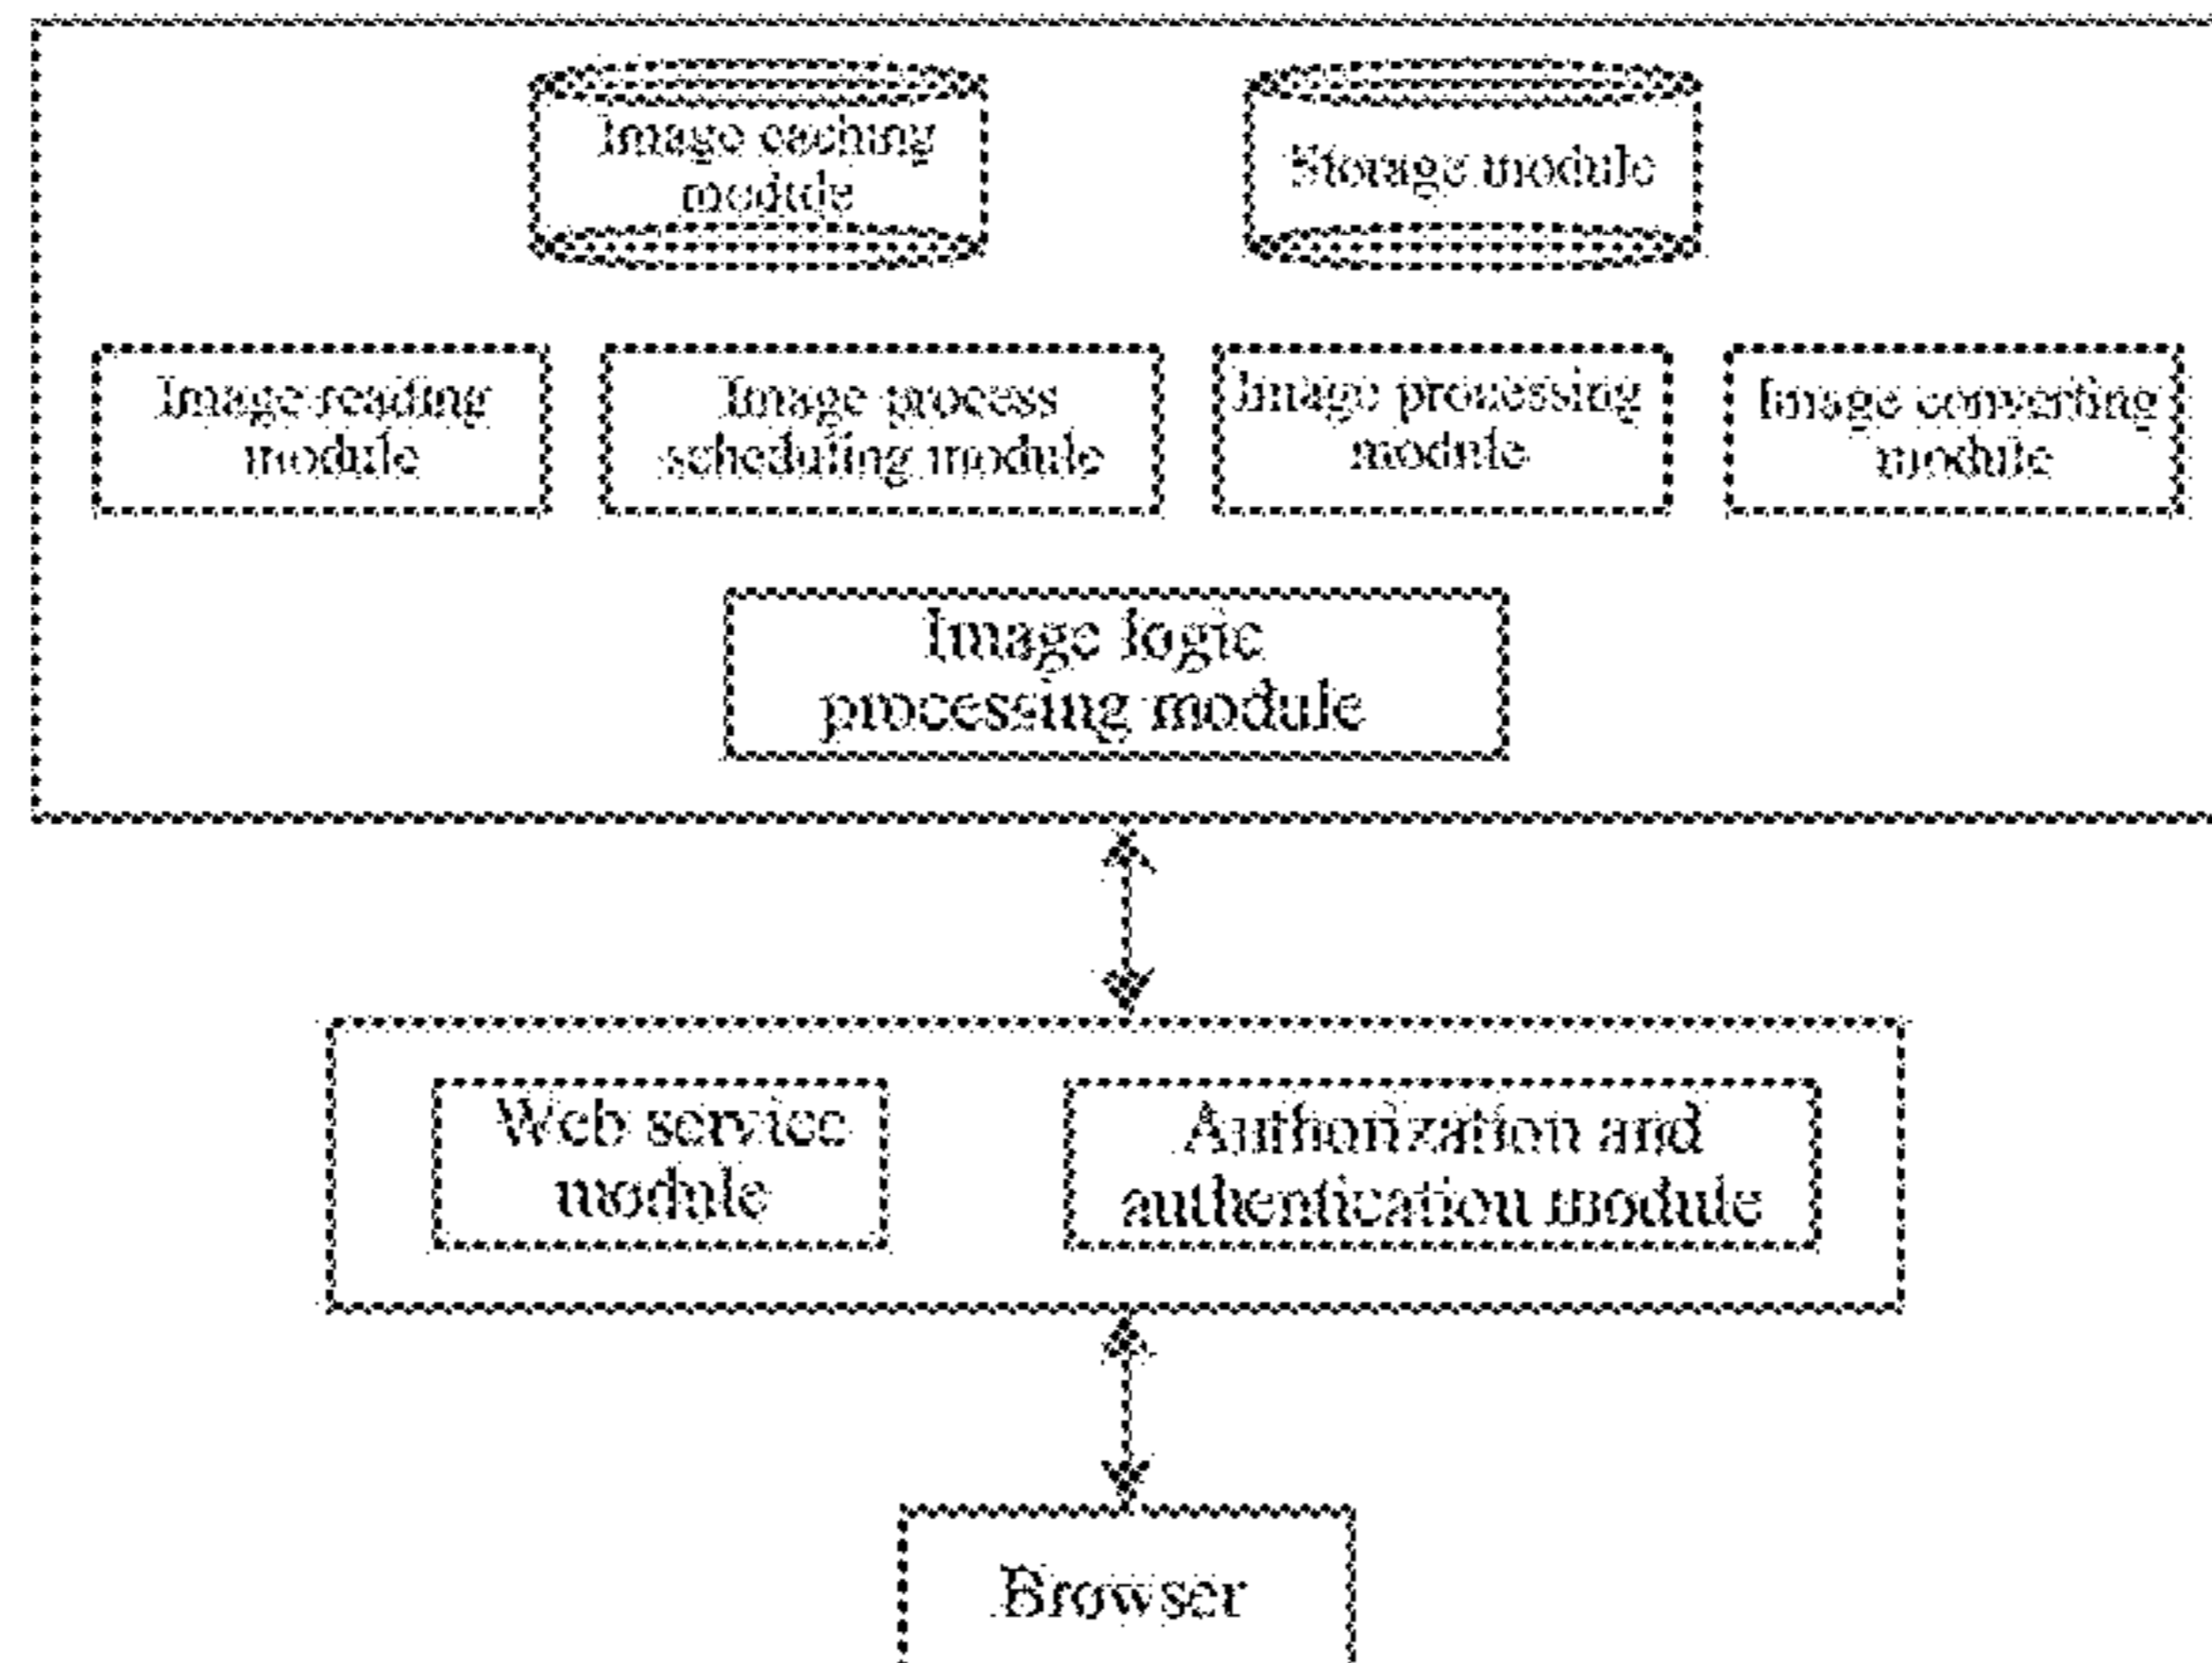 Image caching
module
Storage module
Image reading
module
Image process
scheduling module
Image processing
module
Image converting
module
Image logic
processing module
Web service
module
Authorization and
authentication module
Browser